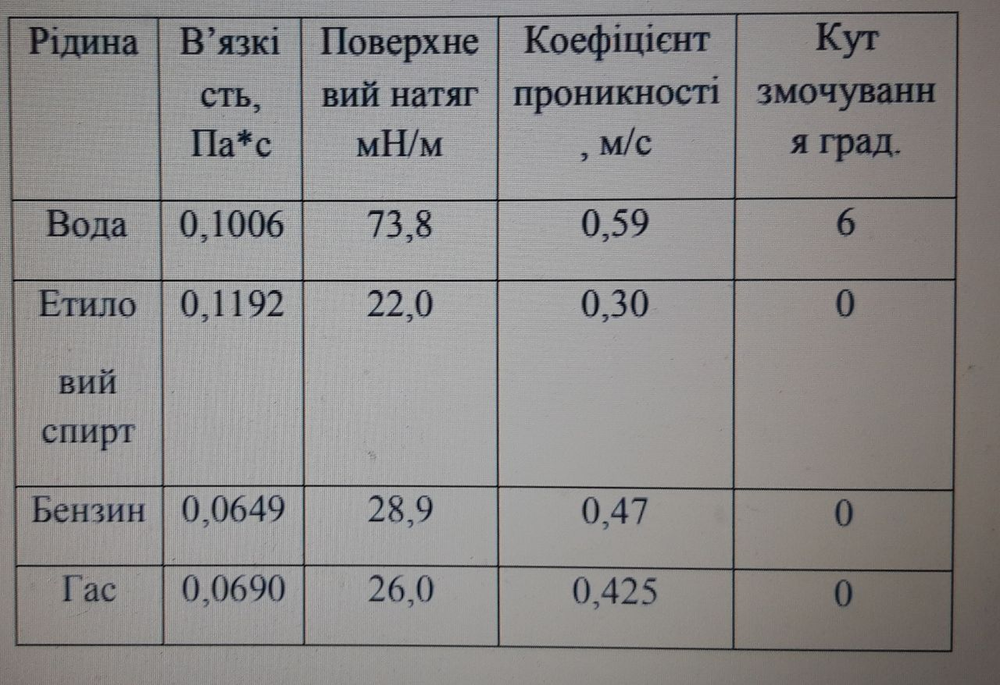 Рідина
В’язкі
сть,
Па*с
Поверхне
вий натяг
мН/м
Коефіцієнт
проникності
, м/с
Кут
змочуванн
я град.
Вода
0,1006
73,8
0,59
6
Етило
вий
спирт
0,1192
22,0
0,30
0
Бензин
0,0649
28,9
0,47
0
Гас
0,0690
26,0
0,425
0